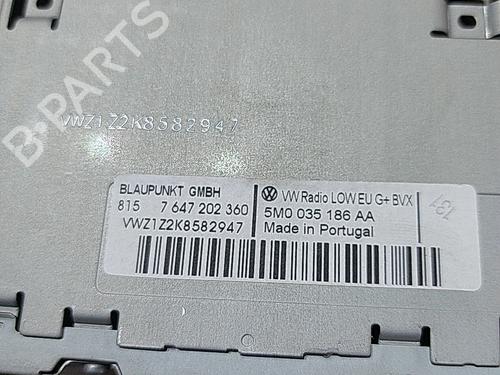 B-PARTS
VWZ1Z2K8582947
BLAUPUNKT GMBH
815 7 647 202 360
VWZ1Z2K8582947
VW Radio LOW EU G+ BVX
5M0 035 186 AA
Made in Portugal